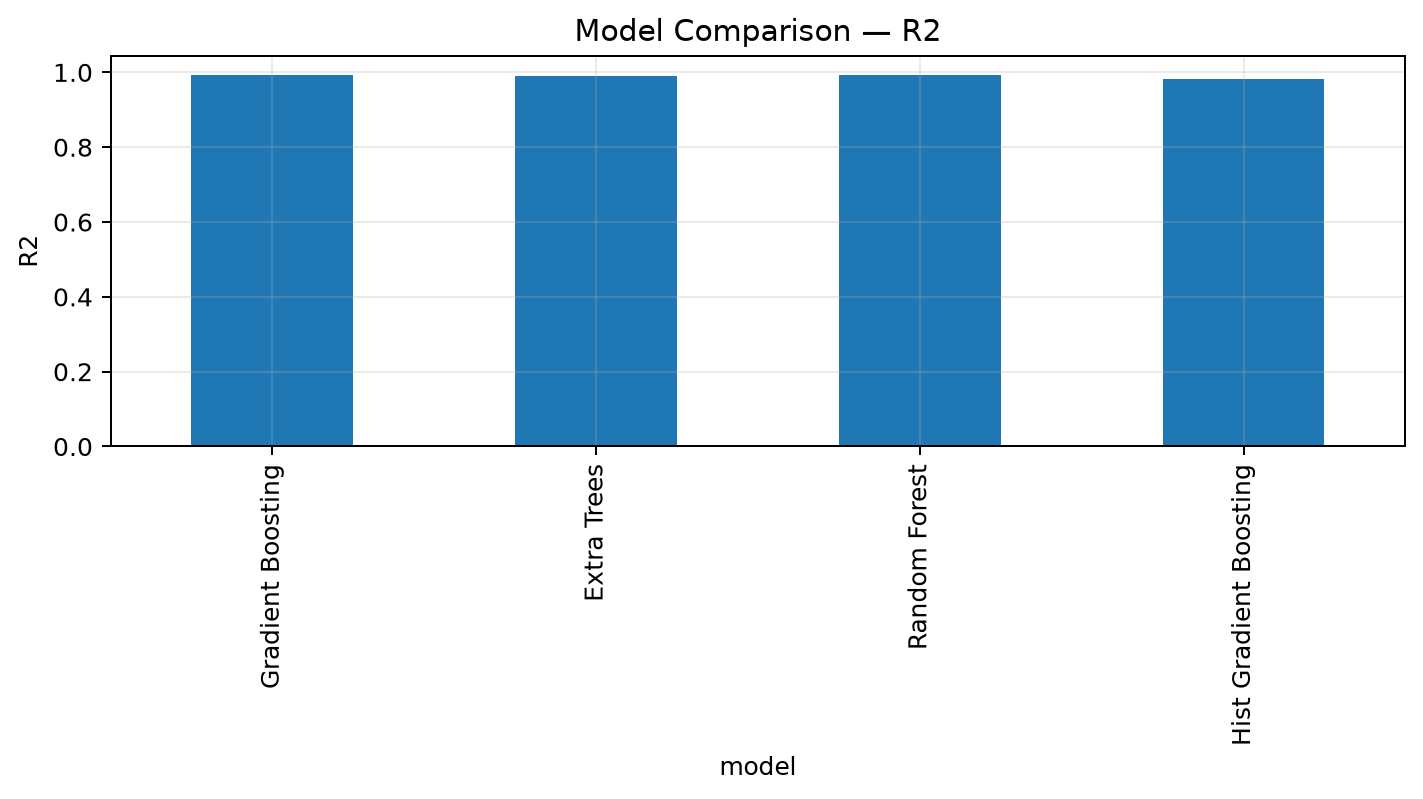 Model Comparison — R2
R2
1.0
0.8
0.6
0.4
0.2
0.0
Gradient Boosting
Extra Trees
Random Forest
Hist Gradient Boosting
model